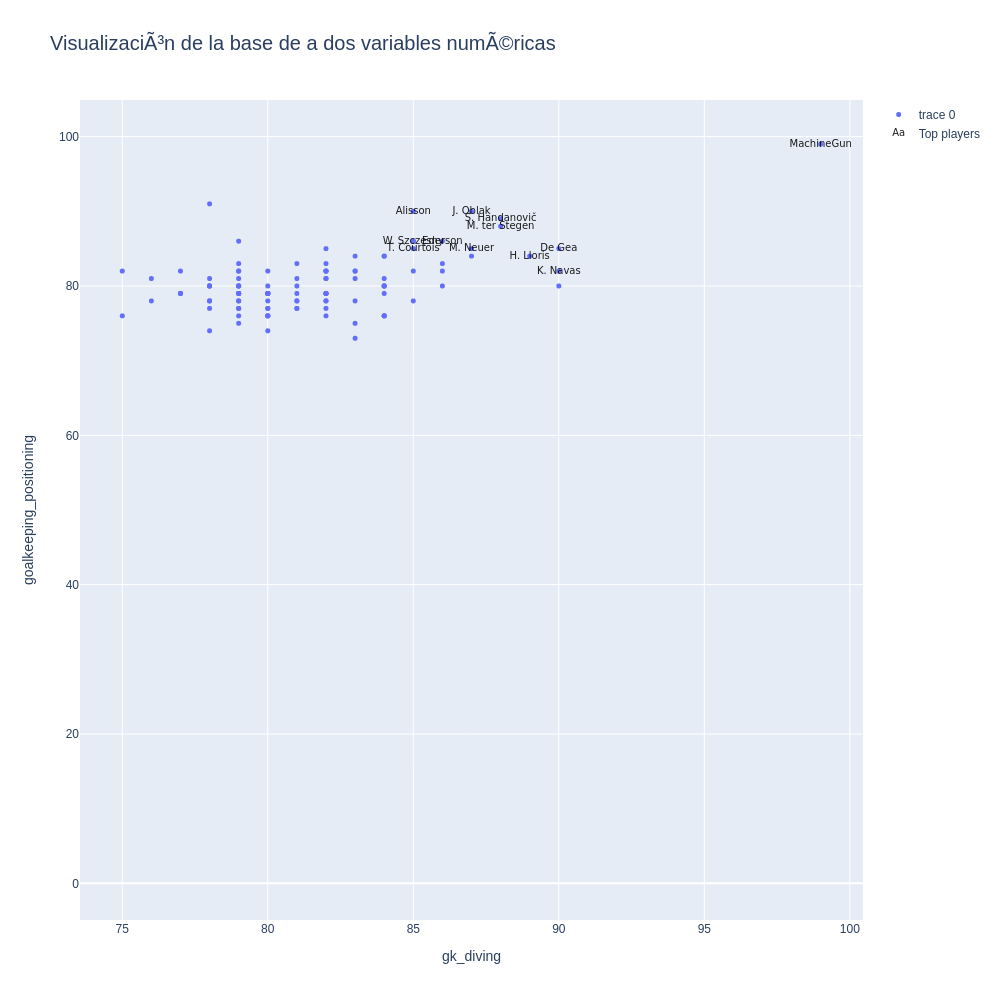 VisualizaciÃ³n de la base de a dos variables numÃ©ricas
trace 0
Aa Top players
100
80
60
40
20
0
goalkeeping_positioning
MachineGun
Alisson
J. Oblak
S. Handanovič
M. ter Stegen
W. Szczesny
Ederson
T. Courtois
M. Neuer
De Gea
H. Lloris
K. Navas
75
80
85
90
95
100
gk_diving